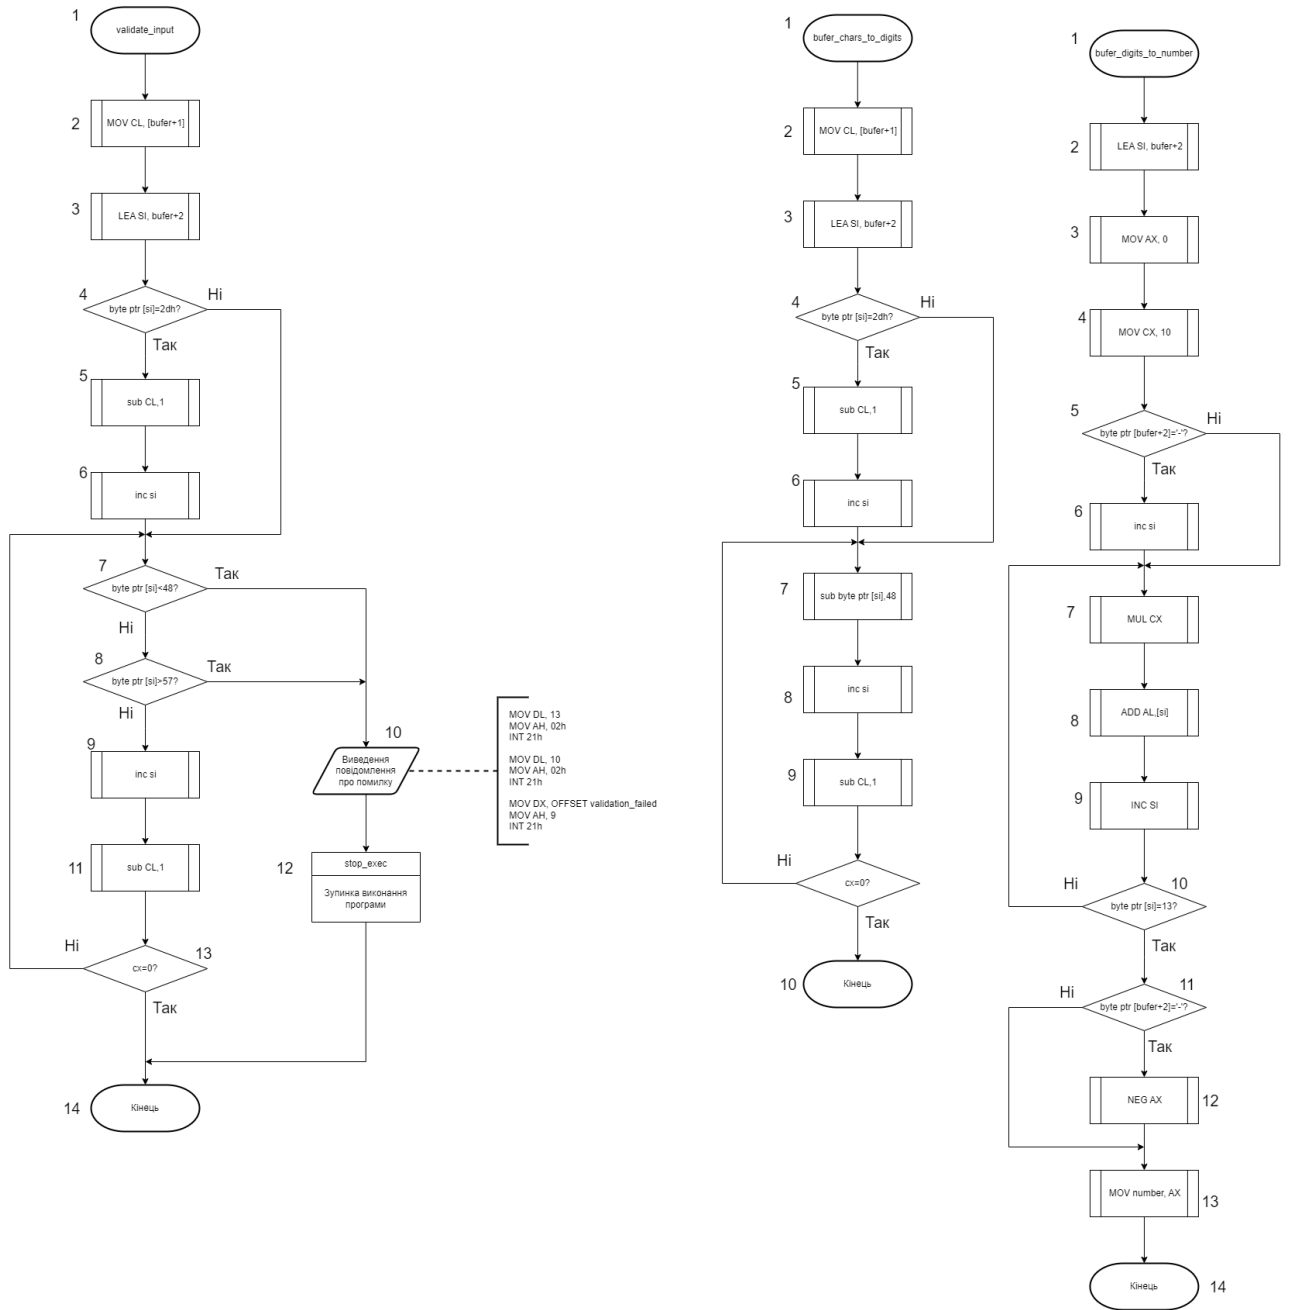 1
validate_input
2
MOV CL, [bufer+1]
3
LEA SI, bufer+2
4
byte ptr [si]=2dh?
Ні
Так
5
sub CL,1
6
inc si
7
byte ptr [si]<48?
Так
Ні
8
byte ptr [si]>57?
Так
Ні
9
inc si
10
Виведення
повідомлення
про помилку
MOV DL, 13
MOV AH, 02h
INT 21h
MOV DL, 10
MOV AH, 02h
INT 21h
MOV DX, OFFSET validation_failed
MOV AH, 9
INT 21h
11
sub CL,1
12
stop_exec
Зупинка виконання
програми
13
cx=0?
Ні
Так
14
Кінець
1
bufer_chars_to_digits
2
MOV CL, [bufer+1]
3
LEA SI, bufer+2
4
byte ptr [si]=2dh?
Ні
Так
5
sub CL,1
6
inc si
7
sub byte ptr [si],48
8
inc si
9
sub CL,1
Ні
cx=0?
Так
10
Кінець
1
bufer_digits_to_number
2
LEA SI, bufer+2
3
MOV AX, 0
4
MOV CX, 10
5
byte ptr [bufer+2]='-'?
Ні
Так
6
inc si
7
MUL CX
8
ADD AL,[si]
9
INC SI
10
Ні
byte ptr [si]=13?
Так
11
Ні
byte ptr [bufer+2]='-'?
Так
NEG AX
12
MOV number, AX
13
Кінець
14